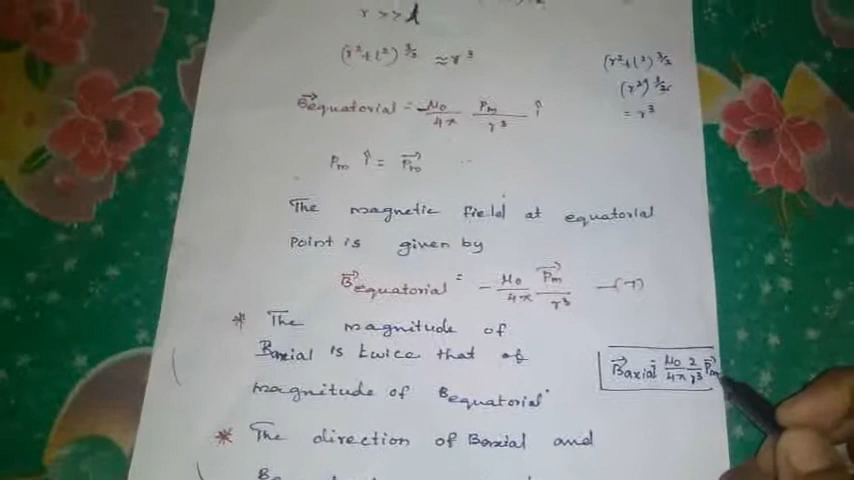 r >> l
(r² + l²)^3/2 ≈ r³
(r² + l²)^3/2
(r²)^3/2
= r³
B⃗equatorial = -μ₀/4π Pm/r³ î
Pm î = P⃗m
The magnetic field at equatorial
Point is given by
B⃗equatorial = - μ₀/4π P⃗m/r³ —(7)
* The magnitude of
Baxial is twice that of
magnitude of Bequatorial.
B⃗axial = μ₀/4π 2/r³ P⃗m
* The direction of Baxial and